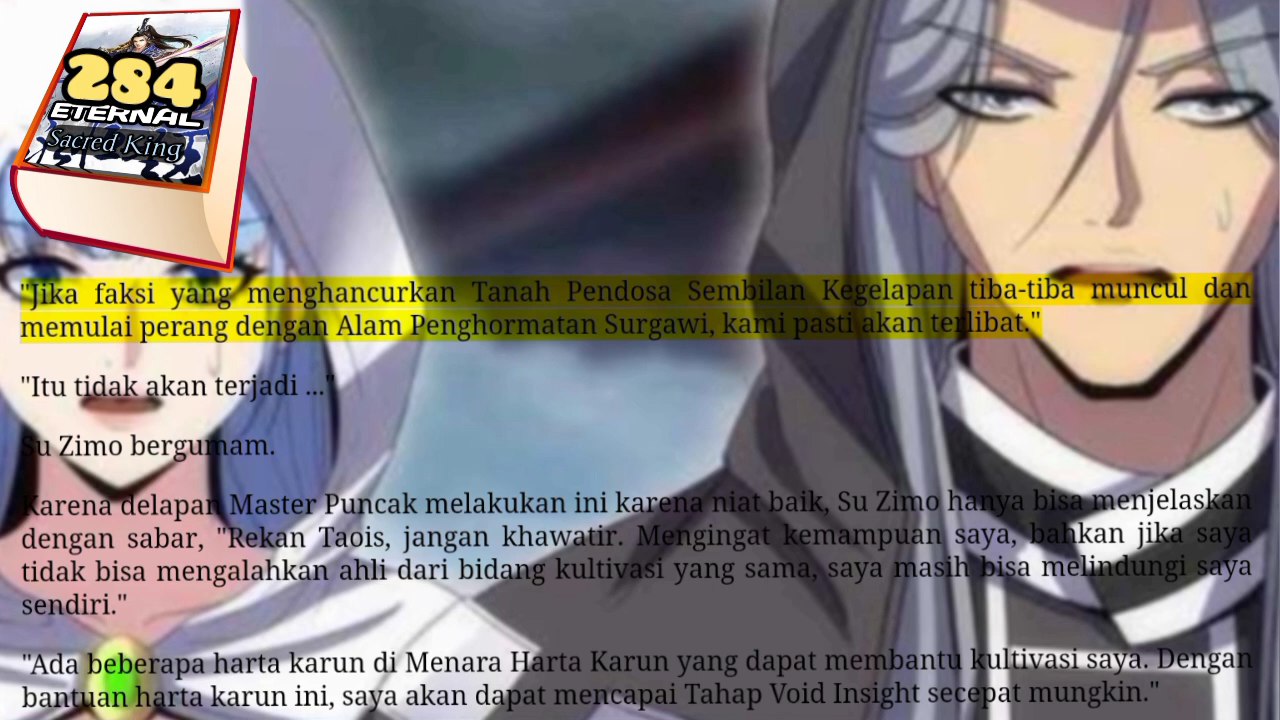 284
ETERNAL
Sacred King
"Jika faksi yang menghancurkan Tanah Pendosa Sembilan Kegelapan tiba-tiba muncul dan
memulai perang dengan Alam Penghormatan Surgawi, kami pasti akan terlibat."
"Itu tidak akan terjadi ..."
Su Zimo bergumam.
Karena delapan Master Puncak melakukan ini karena niat baik, Su Zimo hanya bisa menjelaskan
dengan sabar, "Rekan Taois, jangan khawatir. Mengingat kemampuan saya, bahkan jika saya
tidak bisa mengalahkan ahli dari bidang kultivasi yang sama, saya masih bisa melindungi saya
sendiri."
"Ada beberapa harta karun di Menara Harta Karun yang dapat membantu kultivasi saya. Dengan
bantuan harta karun ini, saya akan dapat mencapai Tahap Void Insight secepat mungkin."